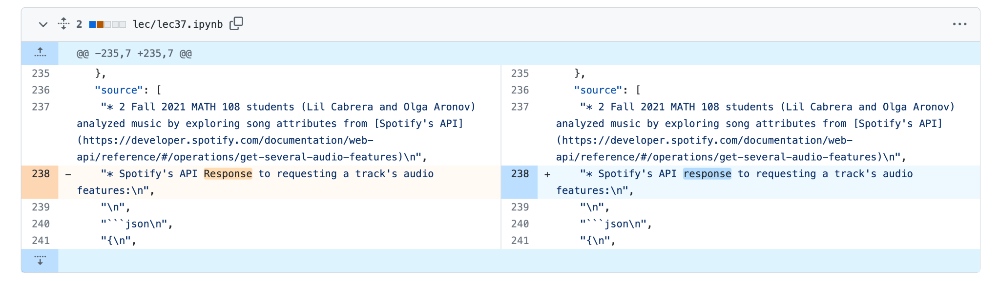 2 lec/lec37.ipynb
@@ -235,7 +235,7 @@
235 },
236 "source": [
237 "* 2 Fall 2021 MATH 108 students (Lil Cabrera and Olga Aronov)
analyzed music by exploring song attributes from [Spotify's API]
(https://developer.spotify.com/documentation/web-
api/reference/#/operations/get-several-audio-features)\n",
238 - "* Spotify's API Response to requesting a track's audio
features:\n",
239 "\n",
240 "```json\n",
241 "{\n",
235 },
236 "source": [
237 "* 2 Fall 2021 MATH 108 students (Lil Cabrera and Olga Aronov)
analyzed music by exploring song attributes from [Spotify's API]
(https://developer.spotify.com/documentation/web-
api/reference/#/operations/get-several-audio-features)\n",
238 + "* Spotify's API response to requesting a track's audio
features:\n",
239 "\n",
240 "```json\n",
241 "{\n",